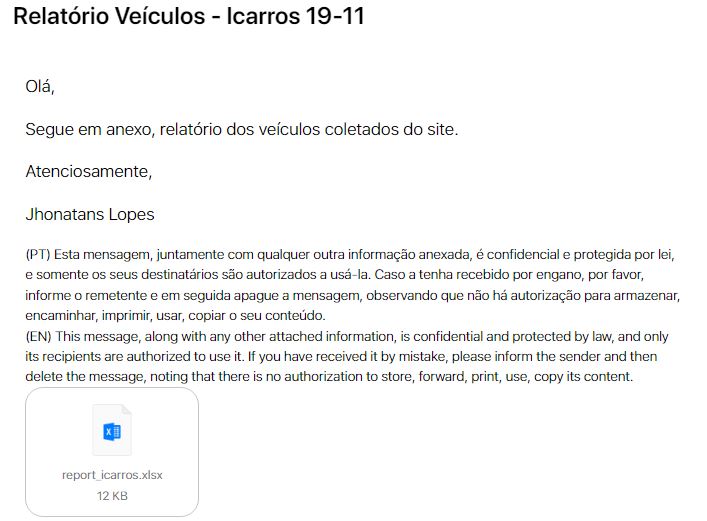 Relatório Veículos - Icarros 19-11
Olá,
Segue em anexo, relatório dos veículos coletados do site.
Atenciosamente,
Jhonatans Lopes
(PT) Esta mensagem, juntamente com qualquer outra informação anexada, é confidencial e protegida por lei,
e somente os seus destinatários são autorizados a usá-la. Caso a tenha recebido por engano, por favor,
informe o remetente e em seguida apague a mensagem, observando que não há autorização para armazenar,
encaminhar, imprimir, usar, copiar o seu conteúdo.
(EN) This message, along with any other attached information, is confidential and protected by law, and only
its recipients are authorized to use it. If you have received it by mistake, please inform the sender and then
delete the message, noting that there is no authorization to store, forward, print, use, copy its content.
X
report_icarros.xlsx
12 KB